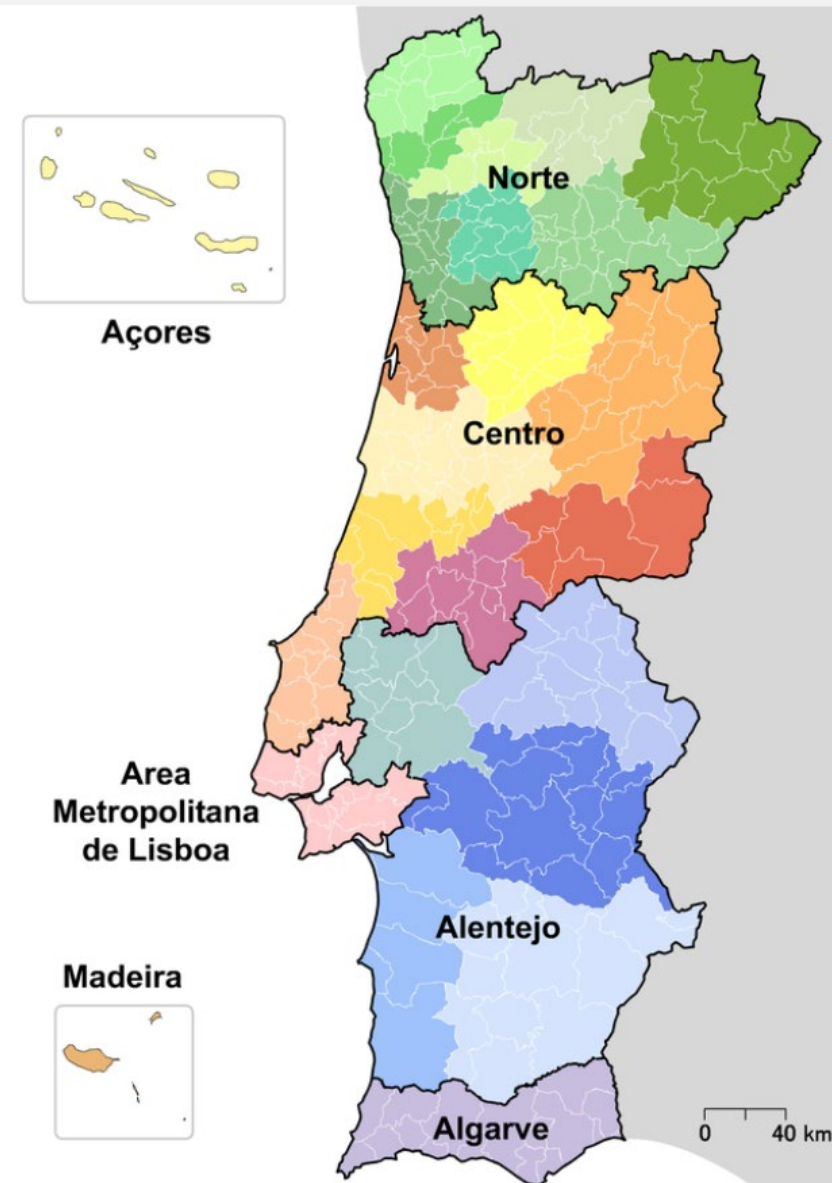 Norte
Açores
Centro
Area
Metropolitana
de Lisboa
Alentejo
Madeira
Algarve
0 40 km